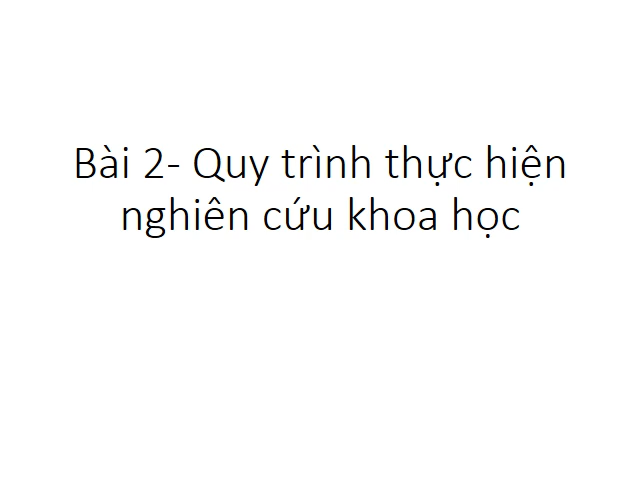 Bài 2- Quy trình thực hiện
nghiên cứu khoa học